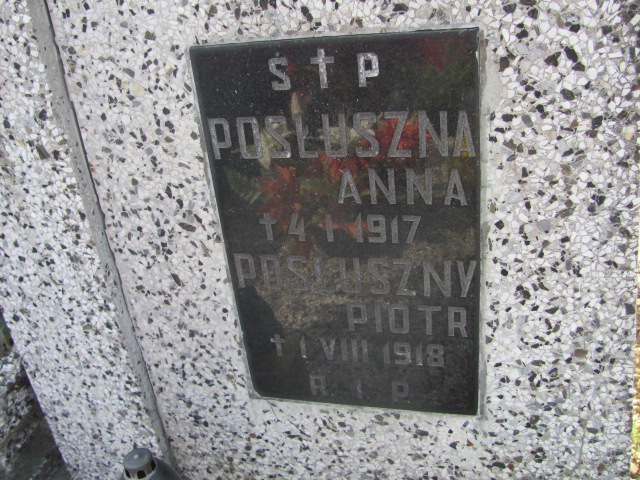 Ś † P
POSŁUSZNA
ANNA
† 4 I 1917
POSŁUSZNY
PIOTR
† 1 VIII 1918
R I P